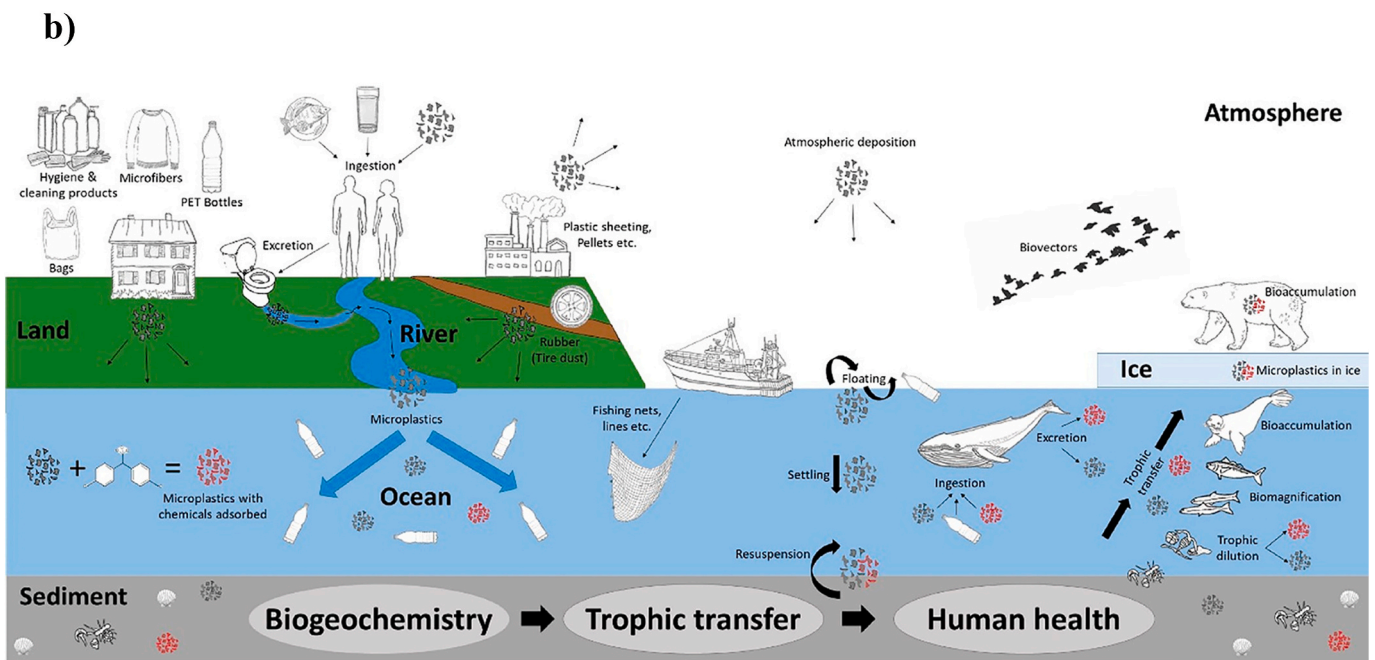 b)
Atmosphere
Hygiene &
cleaning products
Microfibers
PET Bottles
Bags
Ingestion
Excretion
Plastic sheeting,
Pellets etc.
Atmospheric deposition
Biovectors
Bioaccumulation
Land
River
Rubber
(Tire dust)
Ice
Microplastics in ice
Floating
Microplastics
Fishing nets,
lines etc.
Excretion
Bioaccumulation
+
=
Microplastics with
chemicals adsorbed
Ocean
Settling
Ingestion
Trophic
transfer
Biomagnification
Resuspension
Trophic
dilution
Sediment
Biogeochemistry
Trophic transfer
Human health